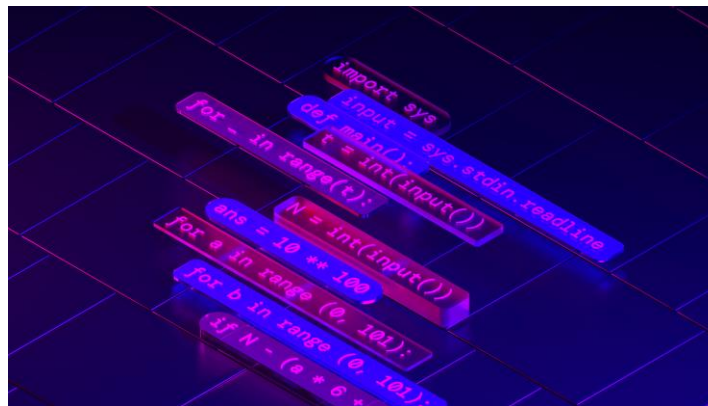 import sys
input = sys.stdin.readline
def main():
t = int(input())
for _ in range(t):
N = int(input())
ans = 10 ** 100,
for a in range (0, 101):
for b in range (0, 101):
if N - (a * 6 +